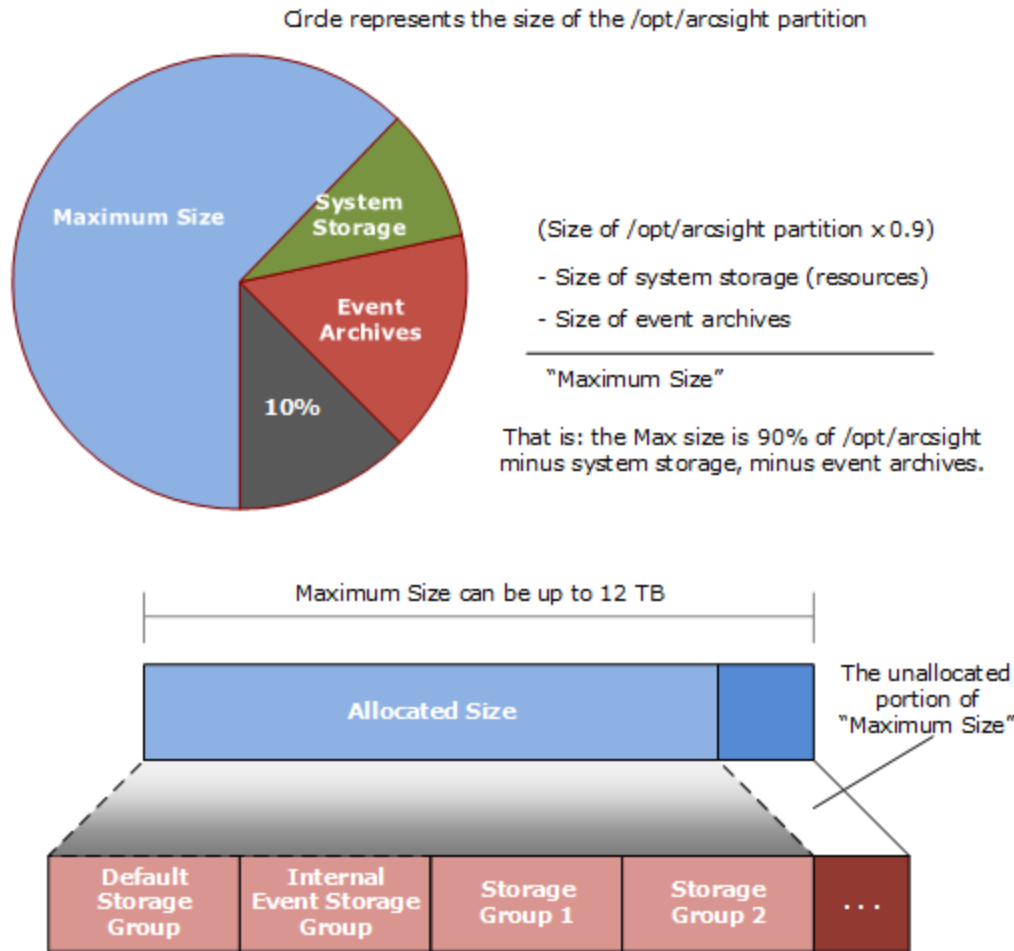 Circle represents the size of the /opt/arcsight partition
Maximum Size
System
Storage
Event
Archives
10%
(Size of /opt/arcsight partition x 0.9)
- Size of system storage (resources)
- Size of event archives
“Maximum Size”
That is: the Max size is 90% of /opt/arcsight
minus system storage, minus event archives.
Maximum Size can be up to 12 TB
Allocated Size
The unallocated
portion of
“Maximum Size”
Default
Storage
Group
Internal
Event Storage
Group
Storage
Group 1
Storage
Group 2
...